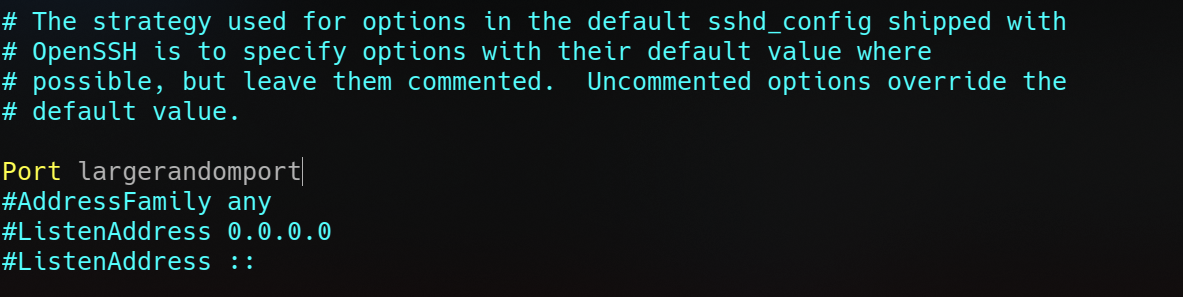 # The strategy used for options in the default sshd_config shipped with
# OpenSSH is to specify options with their default value where
# possible, but leave them commented.  Uncommented options override the
# default value.
Port largerandomport
#AddressFamily any
#ListenAddress 0.0.0.0
#ListenAddress ::